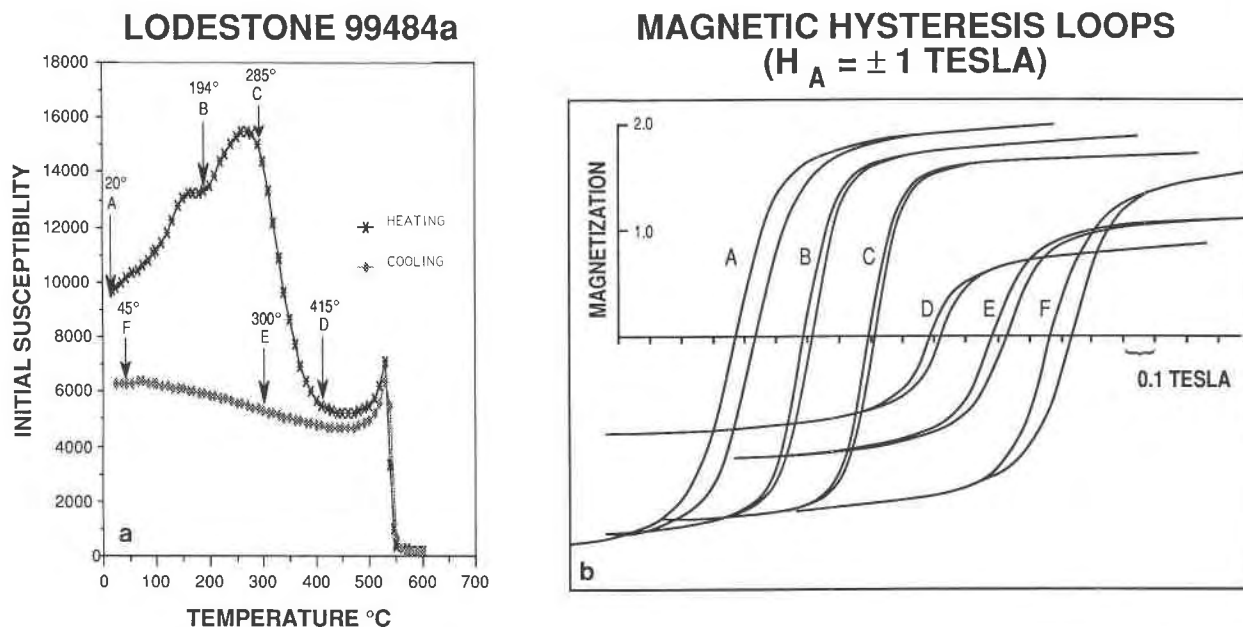 LODESTONE 99484a
18000
16000
14000
12000
10000
8000
6000
4000
2000
0
INITIAL SUSCEPTIBILITY
20°
A
194°
B
285°
C
HEATING
COOLING
45°
F
300°
E
415°
D
a
0 100 200 300 400 500 600 700
TEMPERATURE °C
MAGNETIC HYSTERESIS LOOPS
(H A = ± 1 TESLA)
2.0
1.0
MAGNETIZATION
A
B
C
D
E
F
0.1 TESLA
b